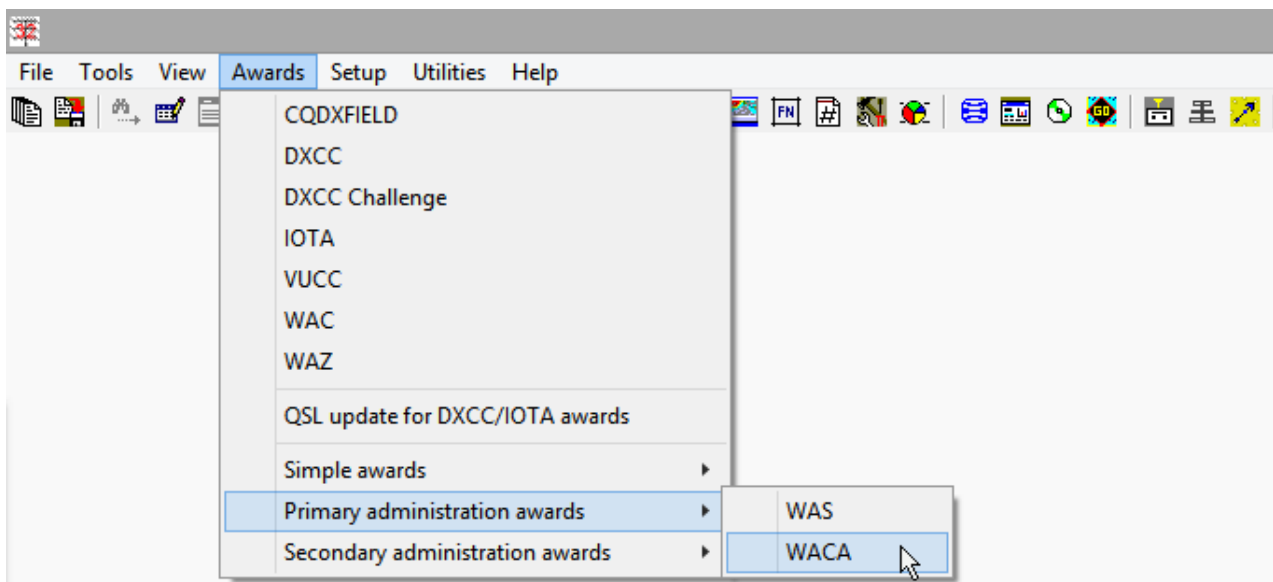 File Tools View Awards Setup Utilities Help
FN # GO
CQDXFIELD
DXCC
DXCC Challenge
IOTA
VUCC
WAC
WAZ
QSL update for DXCC/IOTA awards
Simple awards
Primary administration awards
Secondary administration awards
WAS
WACA